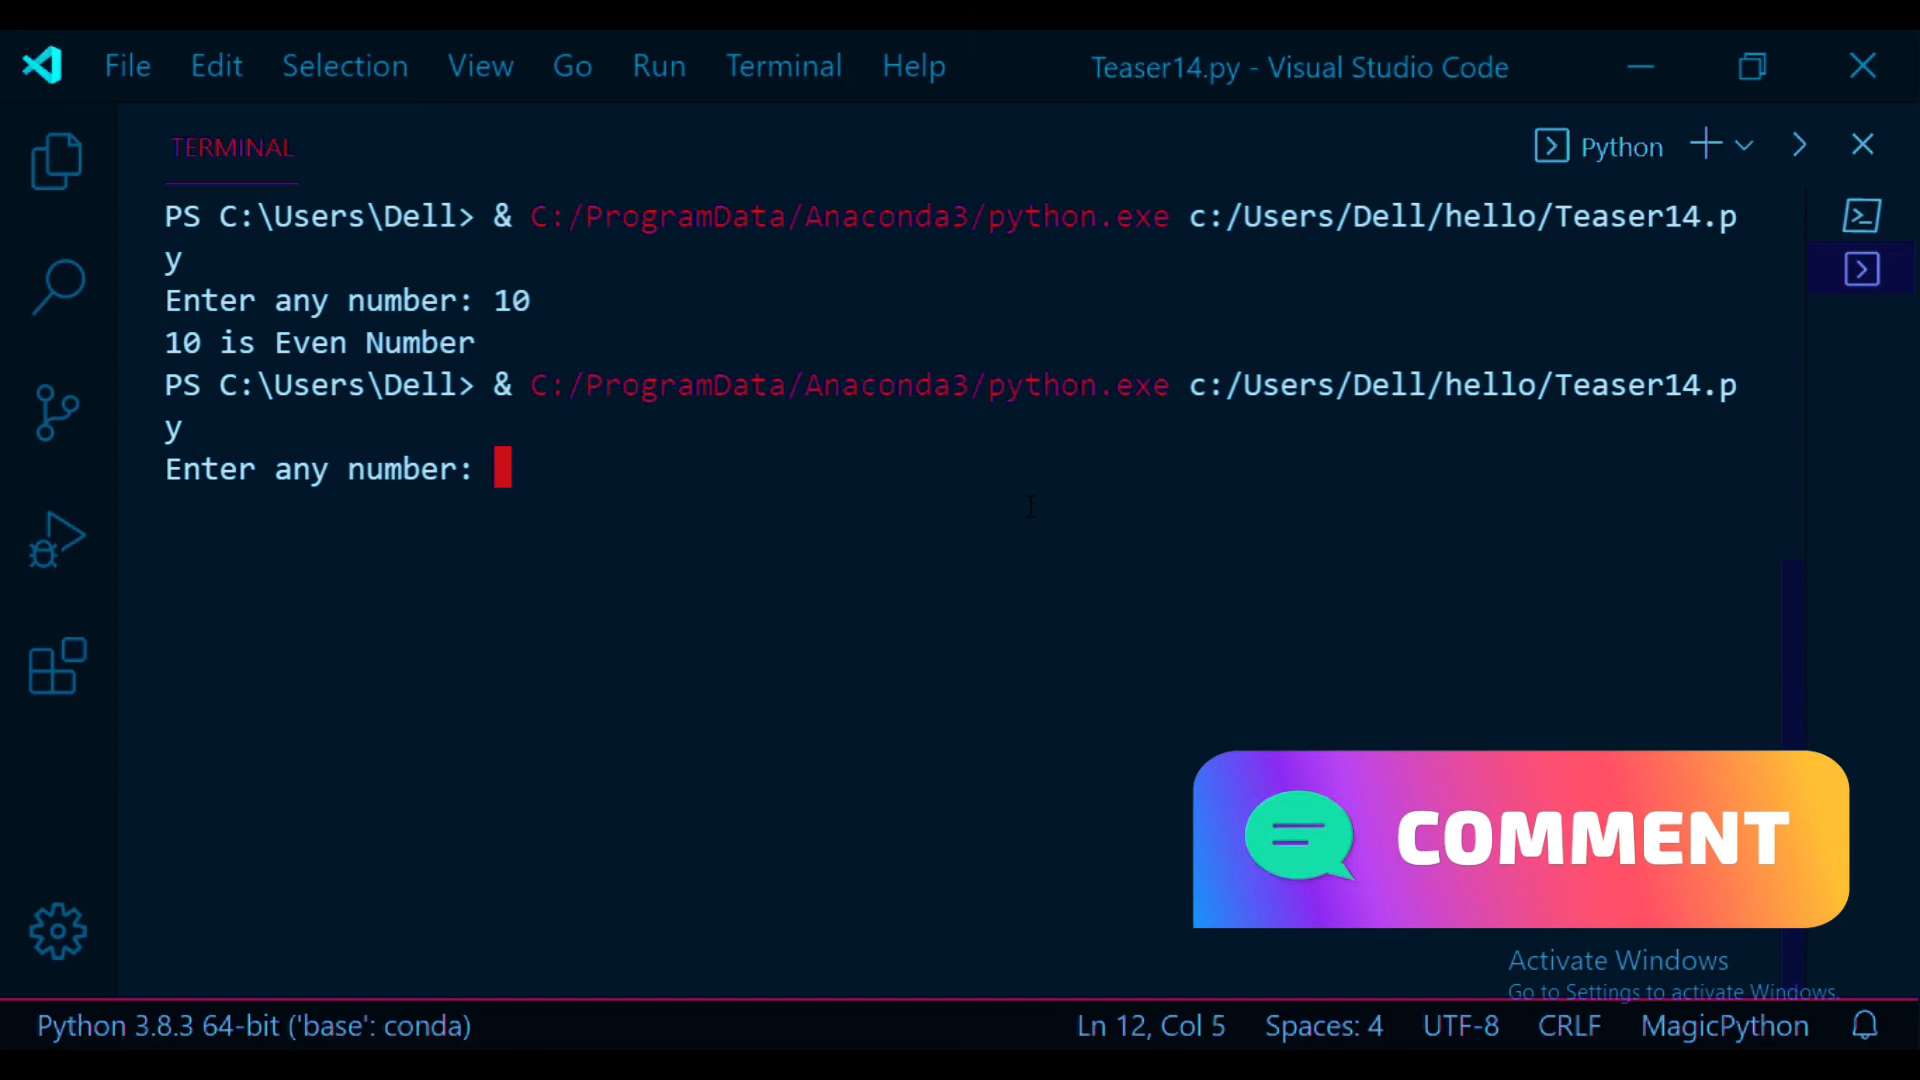 File Edit Selection View Go Run Terminal Help Teaser14.py - Visual Studio Code
TERMINAL
Python
PS C:\Users\Dell> & C:/ProgramData/Anaconda3/python.exe c:/Users/Dell/hello/Teaser14.p
y
Enter any number: 10
10 is Even Number
PS C:\Users\Dell> & C:/ProgramData/Anaconda3/python.exe c:/Users/Dell/hello/Teaser14.p
y
Enter any number:
COMMENT
Activate Windows
Go to Settings to activate Windows.
Python 3.8.3 64-bit ('base': conda) Ln 12, Col 5 Spaces: 4 UTF-8 CRLF MagicPython